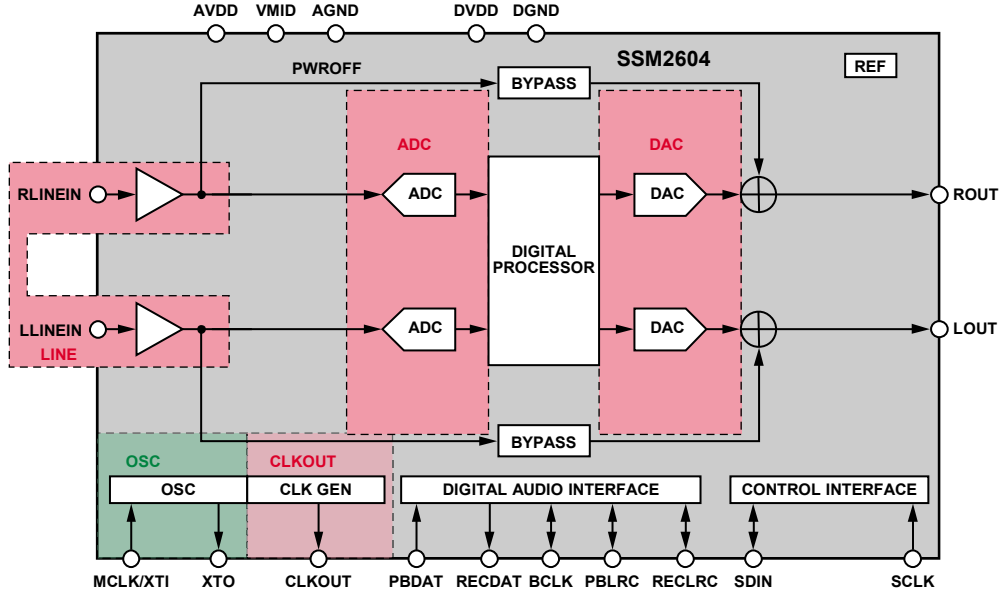 AVDD VMID AGND DVDD DGND
SSM2604
REF
PWROFF
BYPASS
ADC
DAC
RLINEIN
ADC
DAC
ROUT
DIGITAL
PROCESSOR
LLINEIN
ADC
DAC
LOUT
LINE
BYPASS
OSC
CLKOUT
OSC
CLK GEN
DIGITAL AUDIO INTERFACE
CONTROL INTERFACE
MCLK/XTI XTO CLKOUT PBDAT RECDAT BCLK PBLRC RECLRC SDIN SCLK